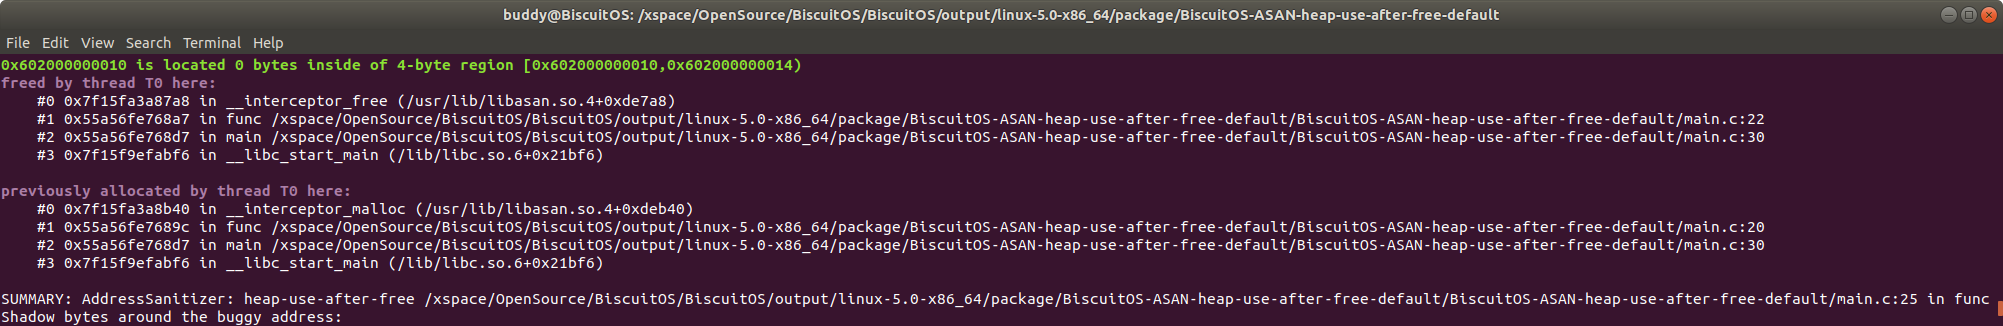 buddy@BiscuitOS: /xspace/OpenSource/BiscuitOS/BiscuitOS/output/linux-5.0-x86_64/package/BiscuitOS-ASAN-heap-use-after-free-default
File Edit View Search Terminal Help
0x602000000010 is located 0 bytes inside of 4-byte region [0x602000000010,0x602000000014)
freed by thread T0 here:
    #0 0x7f15fa3a87a8 in __interceptor_free (/usr/lib/libasan.so.4+0xde7a8)
    #1 0x55a56fe768a7 in func /xspace/OpenSource/BiscuitOS/BiscuitOS/output/linux-5.0-x86_64/package/BiscuitOS-ASAN-heap-use-after-free-default/BiscuitOS-ASAN-heap-use-after-free-default/main.c:22
    #2 0x55a56fe768d7 in main /xspace/OpenSource/BiscuitOS/BiscuitOS/output/linux-5.0-x86_64/package/BiscuitOS-ASAN-heap-use-after-free-default/BiscuitOS-ASAN-heap-use-after-free-default/main.c:30
    #3 0x7f15f9efabf6 in __libc_start_main (/lib/libc.so.6+0x21bf6)
previously allocated by thread T0 here:
    #0 0x7f15fa3a8b40 in __interceptor_malloc (/usr/lib/libasan.so.4+0xdeb40)
    #1 0x55a56fe7689c in func /xspace/OpenSource/BiscuitOS/BiscuitOS/output/linux-5.0-x86_64/package/BiscuitOS-ASAN-heap-use-after-free-default/BiscuitOS-ASAN-heap-use-after-free-default/main.c:20
    #2 0x55a56fe768d7 in main /xspace/OpenSource/BiscuitOS/BiscuitOS/output/linux-5.0-x86_64/package/BiscuitOS-ASAN-heap-use-after-free-default/BiscuitOS-ASAN-heap-use-after-free-default/main.c:30
    #3 0x7f15f9efabf6 in __libc_start_main (/lib/libc.so.6+0x21bf6)
SUMMARY: AddressSanitizer: heap-use-after-free /xspace/OpenSource/BiscuitOS/BiscuitOS/output/linux-5.0-x86_64/package/BiscuitOS-ASAN-heap-use-after-free-default/BiscuitOS-ASAN-heap-use-after-free-default/main.c:25 in func
Shadow bytes around the buggy address: